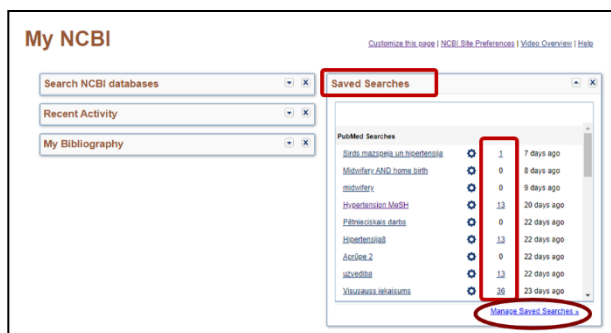 My NCBI
Customize this page | NCBI Site Preferences | Video Overview | Help
Search NCBI databases
Recent Activity
My Bibliography
Saved Searches
PubMed Searches
Sirds mazspēja un hipertensija 1 7 days ago
Midwifery AND home birth 0 8 days ago
midwifery 0 9 days ago
Hypertension MeSH 13 20 days ago
Pētnieciskais darbs 0 22 days ago
Hipertensijaß 13 22 days ago
Aprūpe 2 0 22 days ago
uzvedība 13 22 days ago
Visusauss iekaisums 36 23 days ago
Manage Saved Searches »